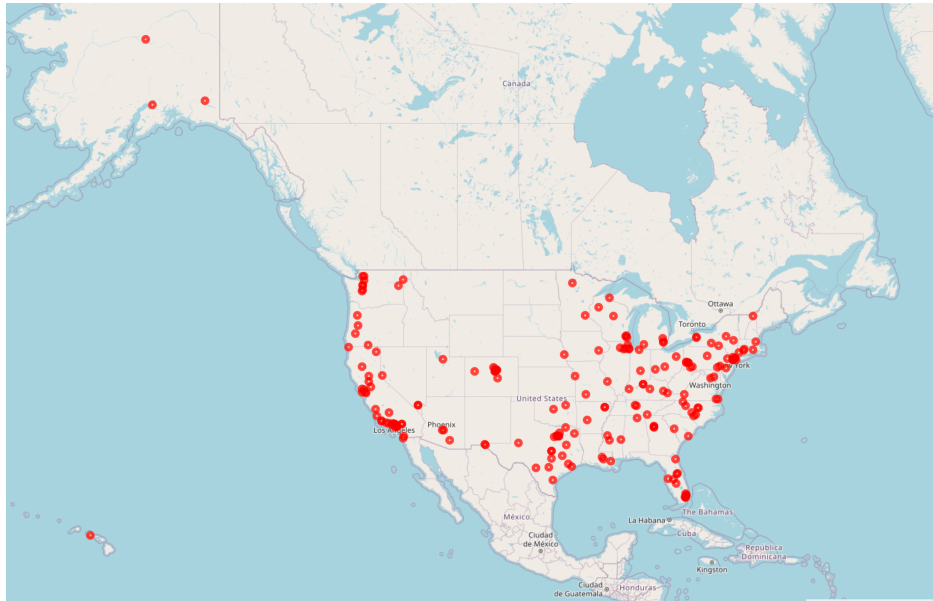 Canada
Ottawa
Toronto
w York
Washington
United States
Phoenix
Los Angeles
México
La Habana
The Bahamas
Cuba
Ciudad
de México
República
Dominicana
Kingston
Ciudad
de Guatemala
Honduras